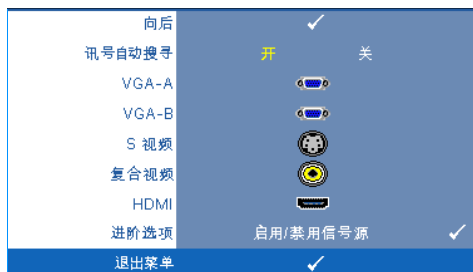 向后
讯号自动搜寻 开 关
VGA-A
VGA-B
S 视频
复合视频
HDMI
进阶选项 启用/禁用信号源
退出菜单